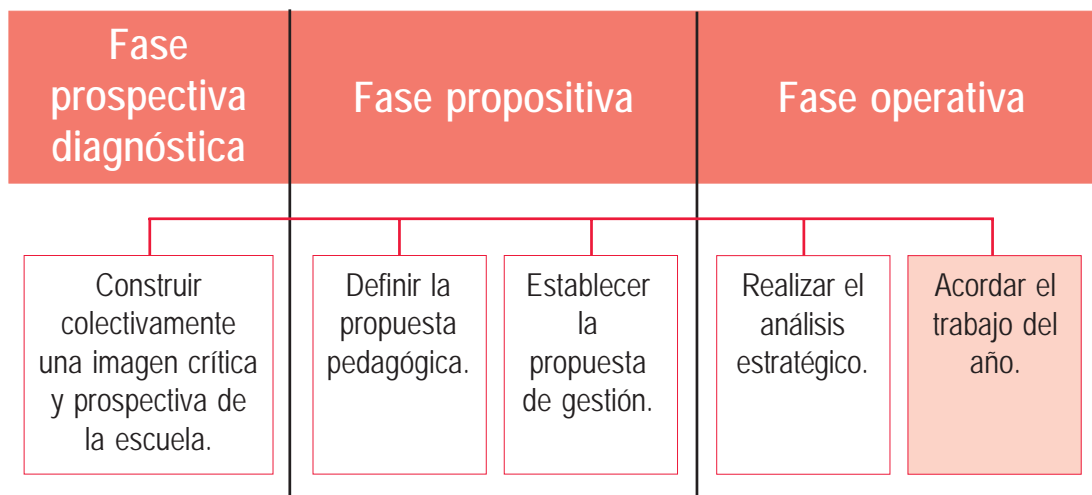 Fase
prospectiva
diagnóstica
Fase propositiva
Fase operativa
Construir
colectivamente
una imagen crítica
y prospectiva de
la escuela.
Definir la
propuesta
pedagógica.
Establecer
la
propuesta
de gestión.
Realizar el
análisis
estratégico.
Acordar el
trabajo del
año.